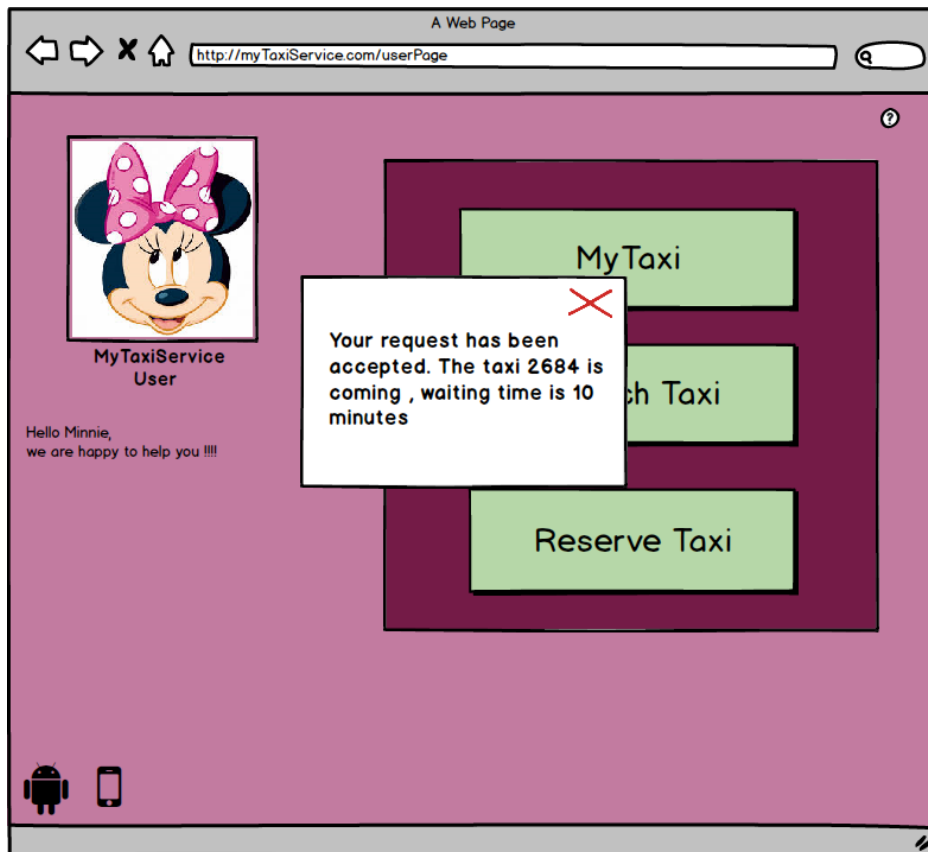 A Web Page
http://myTaxiService.com/userPage
?
MyTaxi
Your request has been
accepted. The taxi 2684 is
coming , waiting time is 10
minutes
ch Taxi
MyTaxiService
User
Hello Minnie,
we are happy to help you !!!!
Reserve Taxi